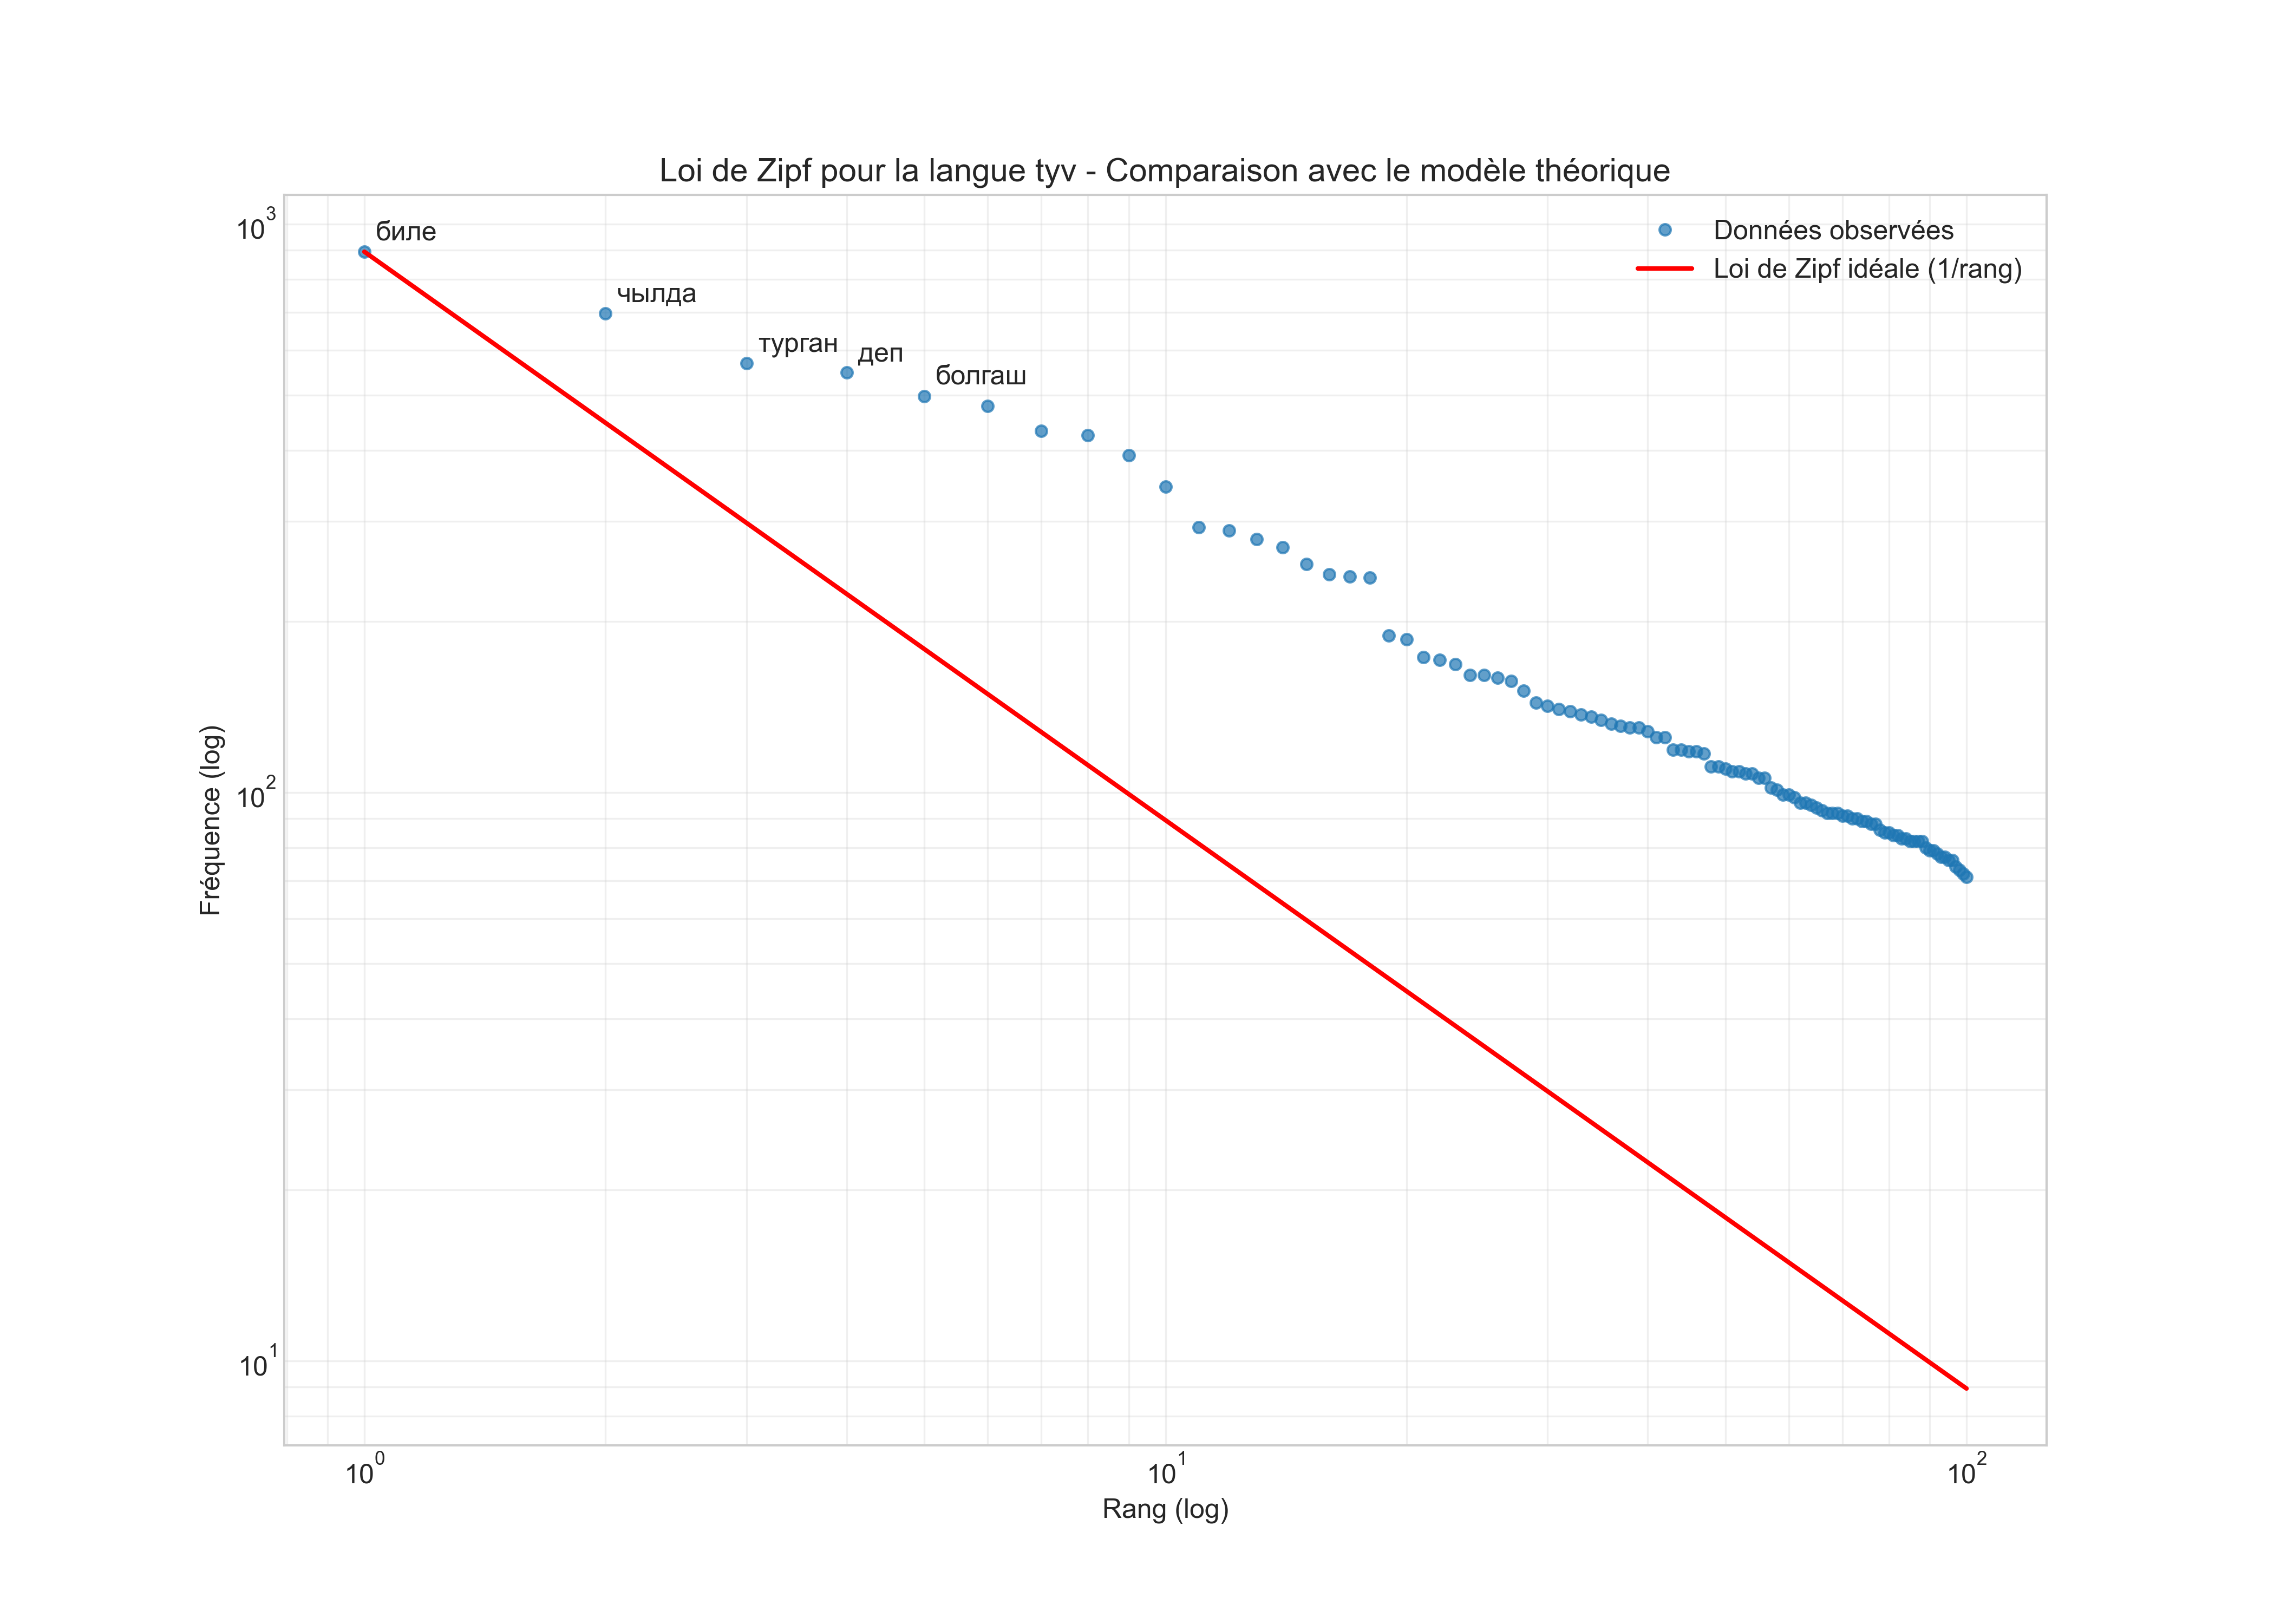 Loi de Zipf pour la langue tyv - Comparaison avec le modèle théorique
Données observées
Loi de Zipf idéale (1/rang)
биле
чылда
турган
деп
болгаш
Fréquence (log)
10³
10²
10¹
10⁰
10¹
10²
Rang (log)